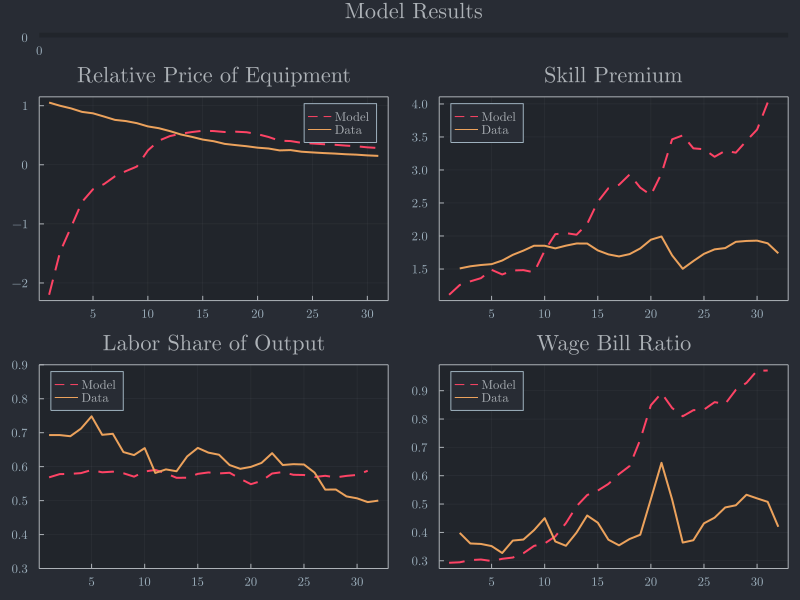 Model Results
0
0
Relative Price of Equipment
1
0
−1
−2
5 10 15 20 25 30
Model
Data
Skill Premium
4.0
3.5
3.0
2.5
2.0
1.5
5 10 15 20 25 30
Model
Data
Labor Share of Output
0.9
0.8
0.7
0.6
0.5
0.4
0.3
5 10 15 20 25 30
Model
Data
Wage Bill Ratio
0.9
0.8
0.7
0.6
0.5
0.4
0.3
5 10 15 20 25 30
Model
Data